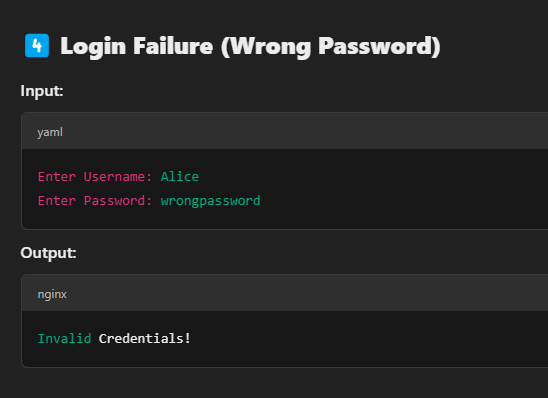 4 Login Failure (Wrong Password)
Input:
yaml
Enter Username: Alice
Enter Password: wrongpassword
Output:
nginx
Invalid Credentials!